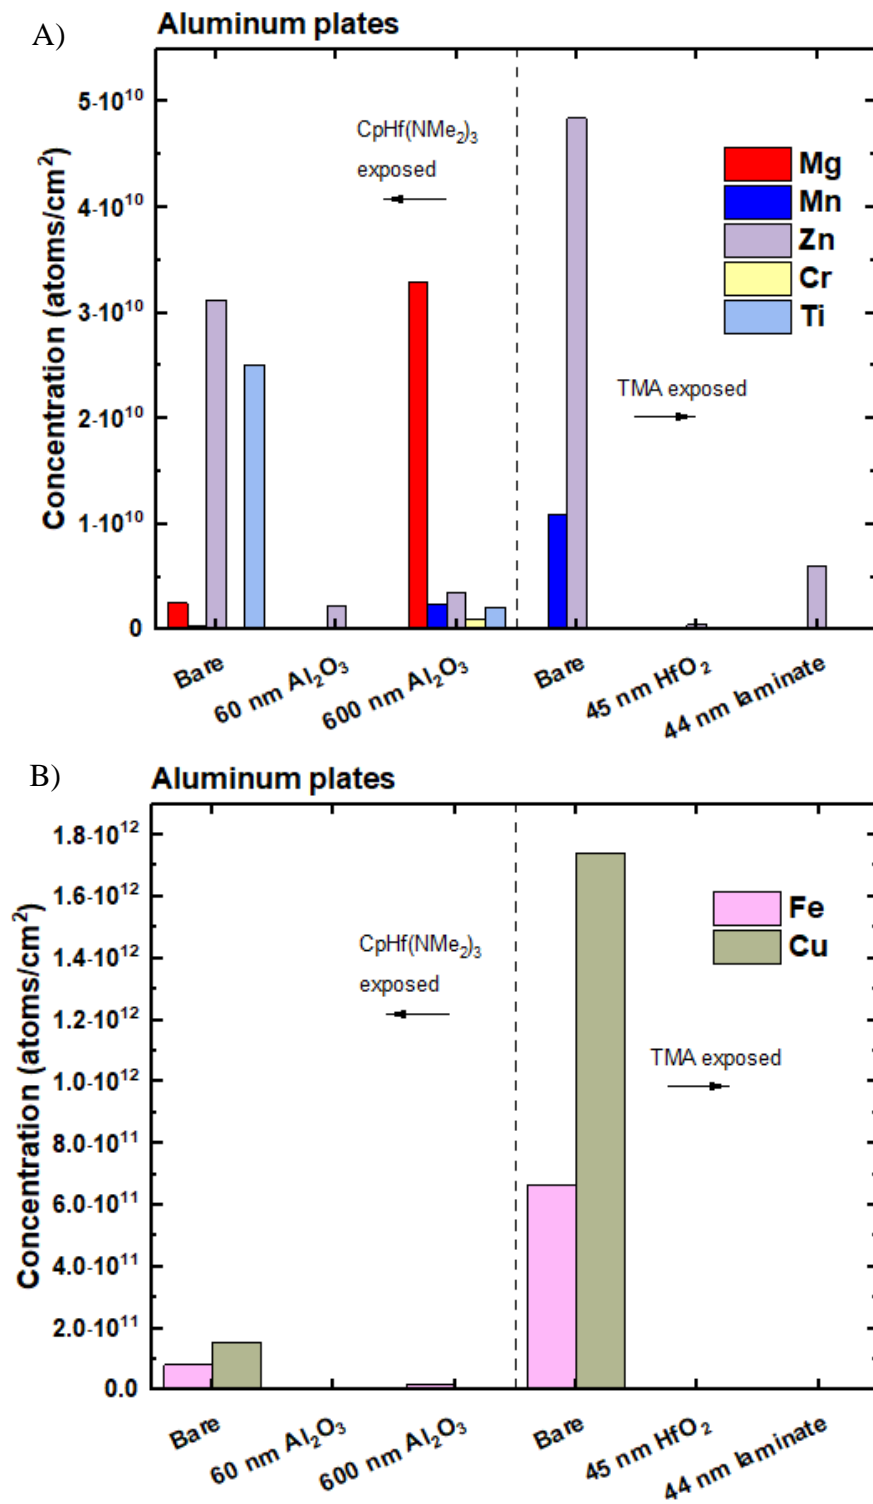 A)
Aluminum plates
Concentration (atoms/cm²)
5·10¹⁰
4·10¹⁰
3·10¹⁰
2·10¹⁰
1·10¹⁰
0
CpHf(NMe₂)₃
exposed
TMA exposed
Mg
Mn
Zn
Cr
Ti
Bare
60 nm Al₂O₃
600 nm Al₂O₃
Bare
45 nm HfO₂
44 nm laminate
B)
Aluminum plates
Concentration (atoms/cm²)
1.8·10¹²
1.6·10¹²
1.4·10¹²
1.2·10¹²
1.0·10¹²
8.0·10¹¹
6.0·10¹¹
4.0·10¹¹
2.0·10¹¹
0.0
CpHf(NMe₂)₃
exposed
TMA exposed
Fe
Cu
Bare
60 nm Al₂O₃
600 nm Al₂O₃
Bare
45 nm HfO₂
44 nm laminate